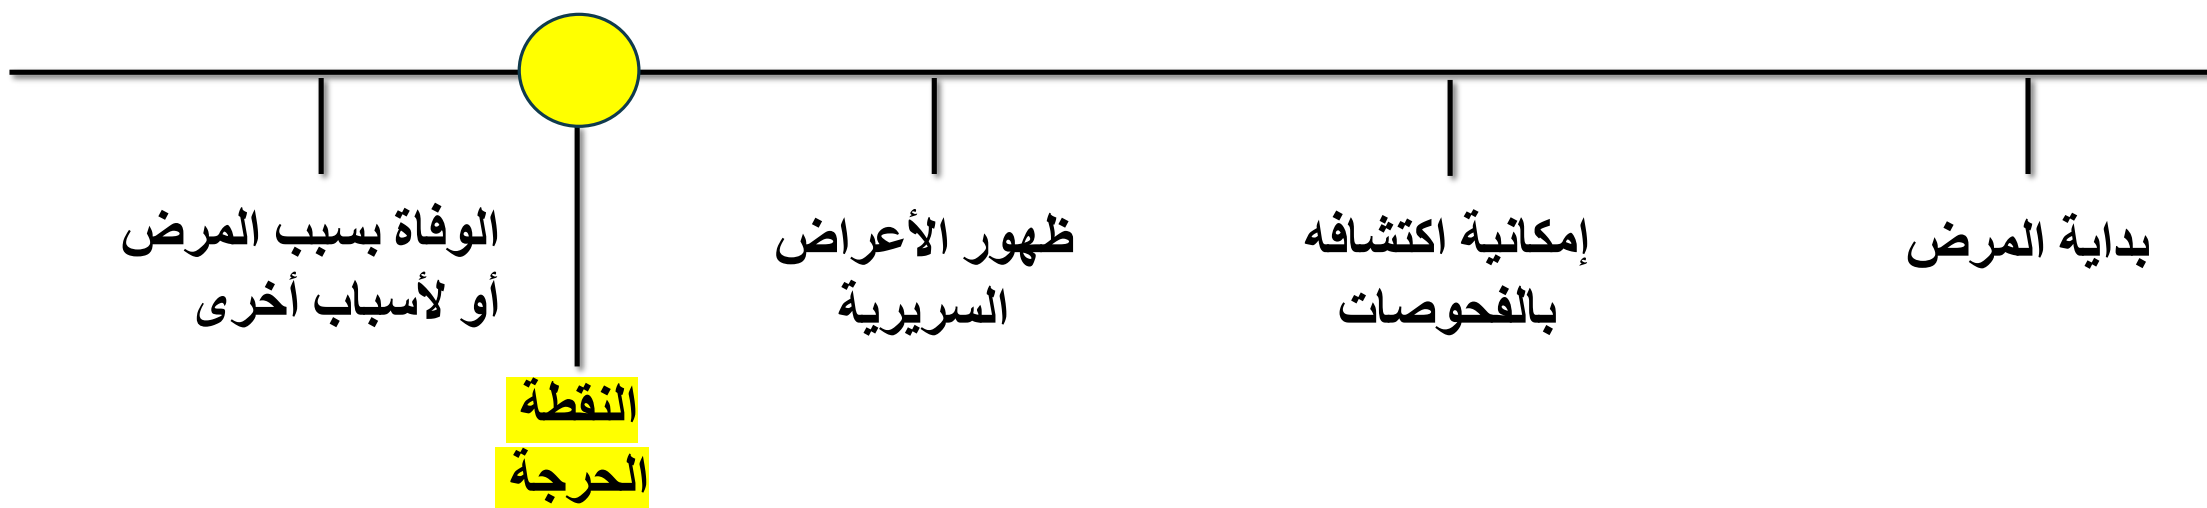 بداية المرض
إمكانية اكتشافه
بالفحوصات
ظهور الأعراض
السريرية
النقطة
الحرجة
الوفاة بسبب المرض
أو لأسباب أخرى